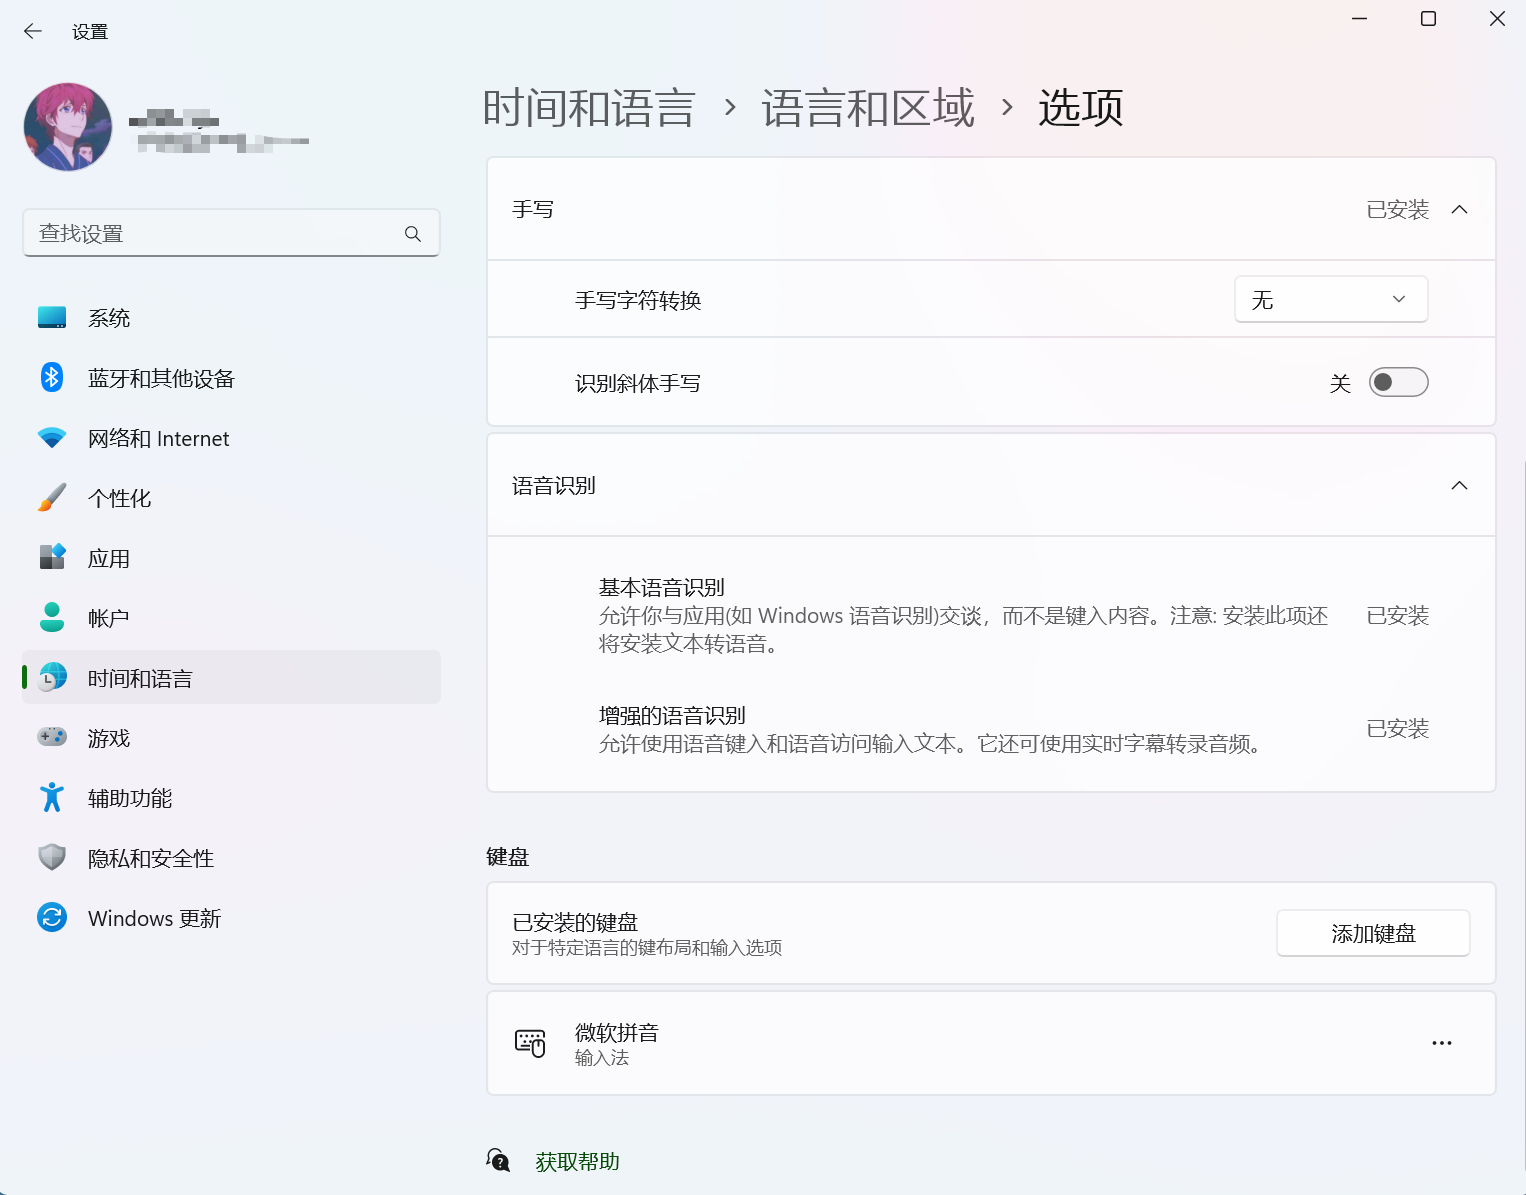 设置
查找设置
系统
蓝牙和其他设备
网络和 Internet
个性化
应用
帐户
时间和语言
游戏
辅助功能
隐私和安全性
Windows 更新
时间和语言 › 语言和区域 › 选项
手写 已安装
手写字符转换 无
识别斜体手写 关
语音识别
基本语音识别
允许你与应用(如 Windows 语音识别)交谈，而不是键入内容。注意: 安装此项还
将安装文本转语音。
已安装
增强的语音识别
允许使用语音键入和语音访问输入文本。它还可使用实时字幕转录音频。
已安装
键盘
已安装的键盘
对于特定语言的键布局和输入选项
添加键盘
微软拼音
输入法
获取帮助